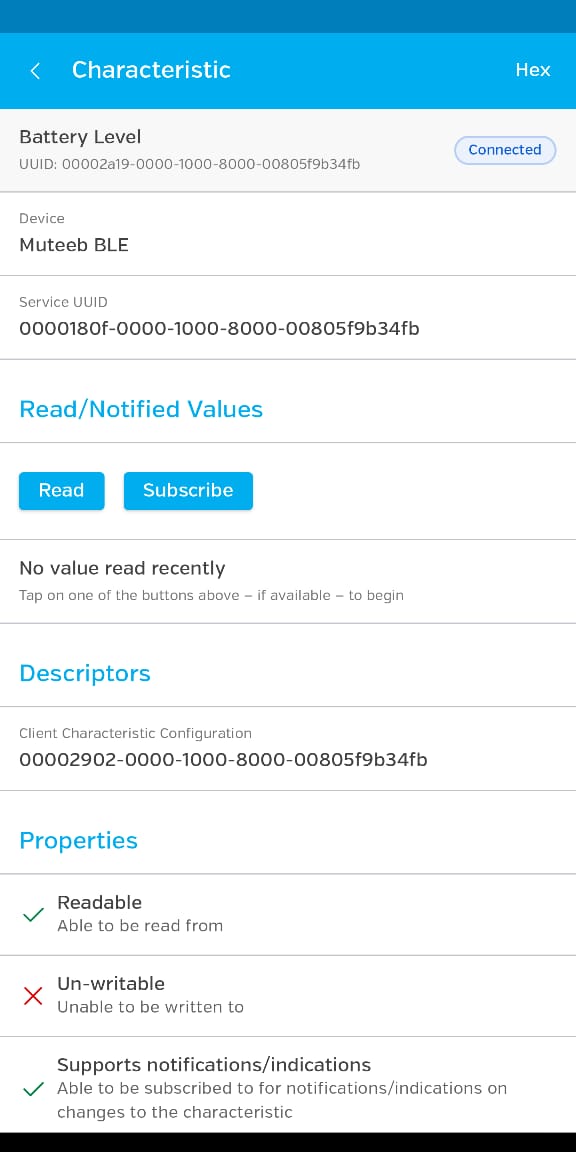 Characteristic
Hex
Battery Level
UUID: 00002a19-0000-1000-8000-00805f9b34fb
Connected
Device
Muteeb BLE
Service UUID
0000180f-0000-1000-8000-00805f9b34fb
Read/Notified Values
Read
Subscribe
No value read recently
Tap on one of the buttons above – if available – to begin
Descriptors
Client Characteristic Configuration
00002902-0000-1000-8000-00805f9b34fb
Properties
Readable
Able to be read from
Un-writable
Unable to be written to
Supports notifications/indications
Able to be subscribed to for notifications/indications on
changes to the characteristic